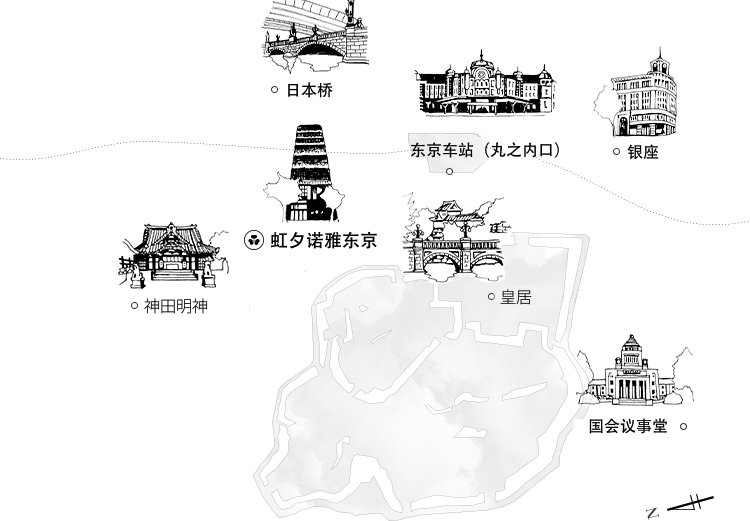 日本桥
东京车站（丸之内口）
银座
虹夕诺雅东京
皇居
神田明神
国会议事堂
N